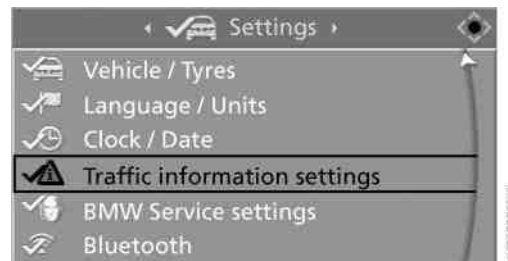 Settings
Vehicle / Tyres
Language / Units
Clock / Date
Traffic information settings
BMW Service settings
Bluetooth